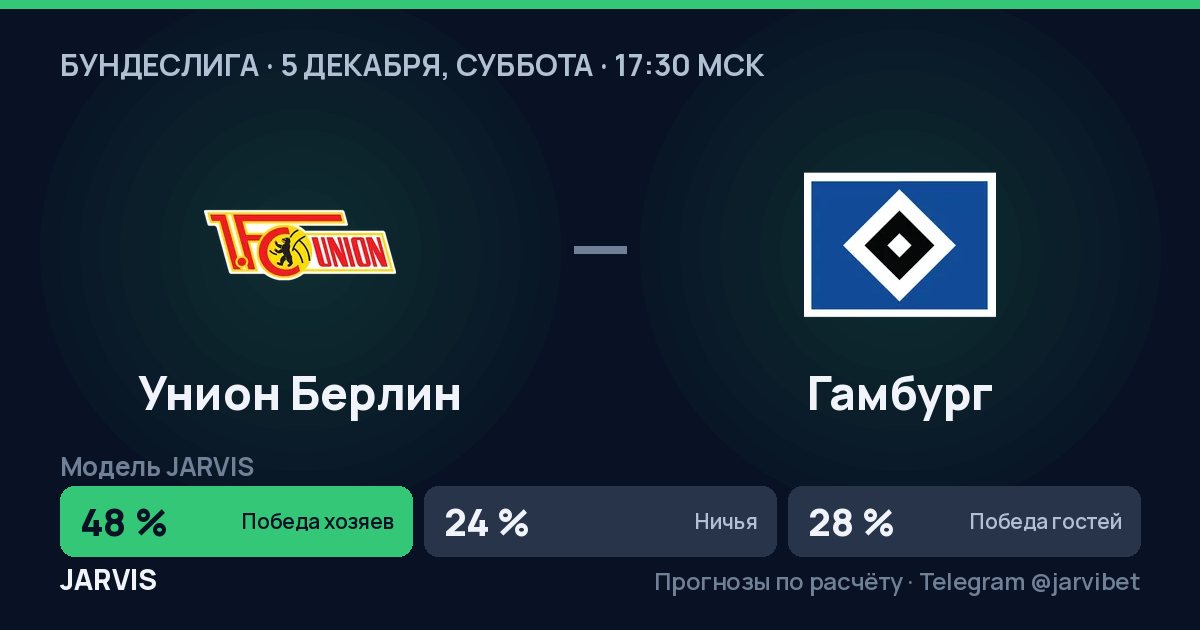 БУНДЕСЛИГА · 5 ДЕКАБРЯ, СУББОТА · 17:30 МСК
1.FC UNION
Унион Берлин
—
Гамбург
Модель JARVIS
48 % Победа хозяев
24 % Ничья
28 % Победа гостей
JARVIS
Прогнозы по расчёту · Telegram @jarvibet